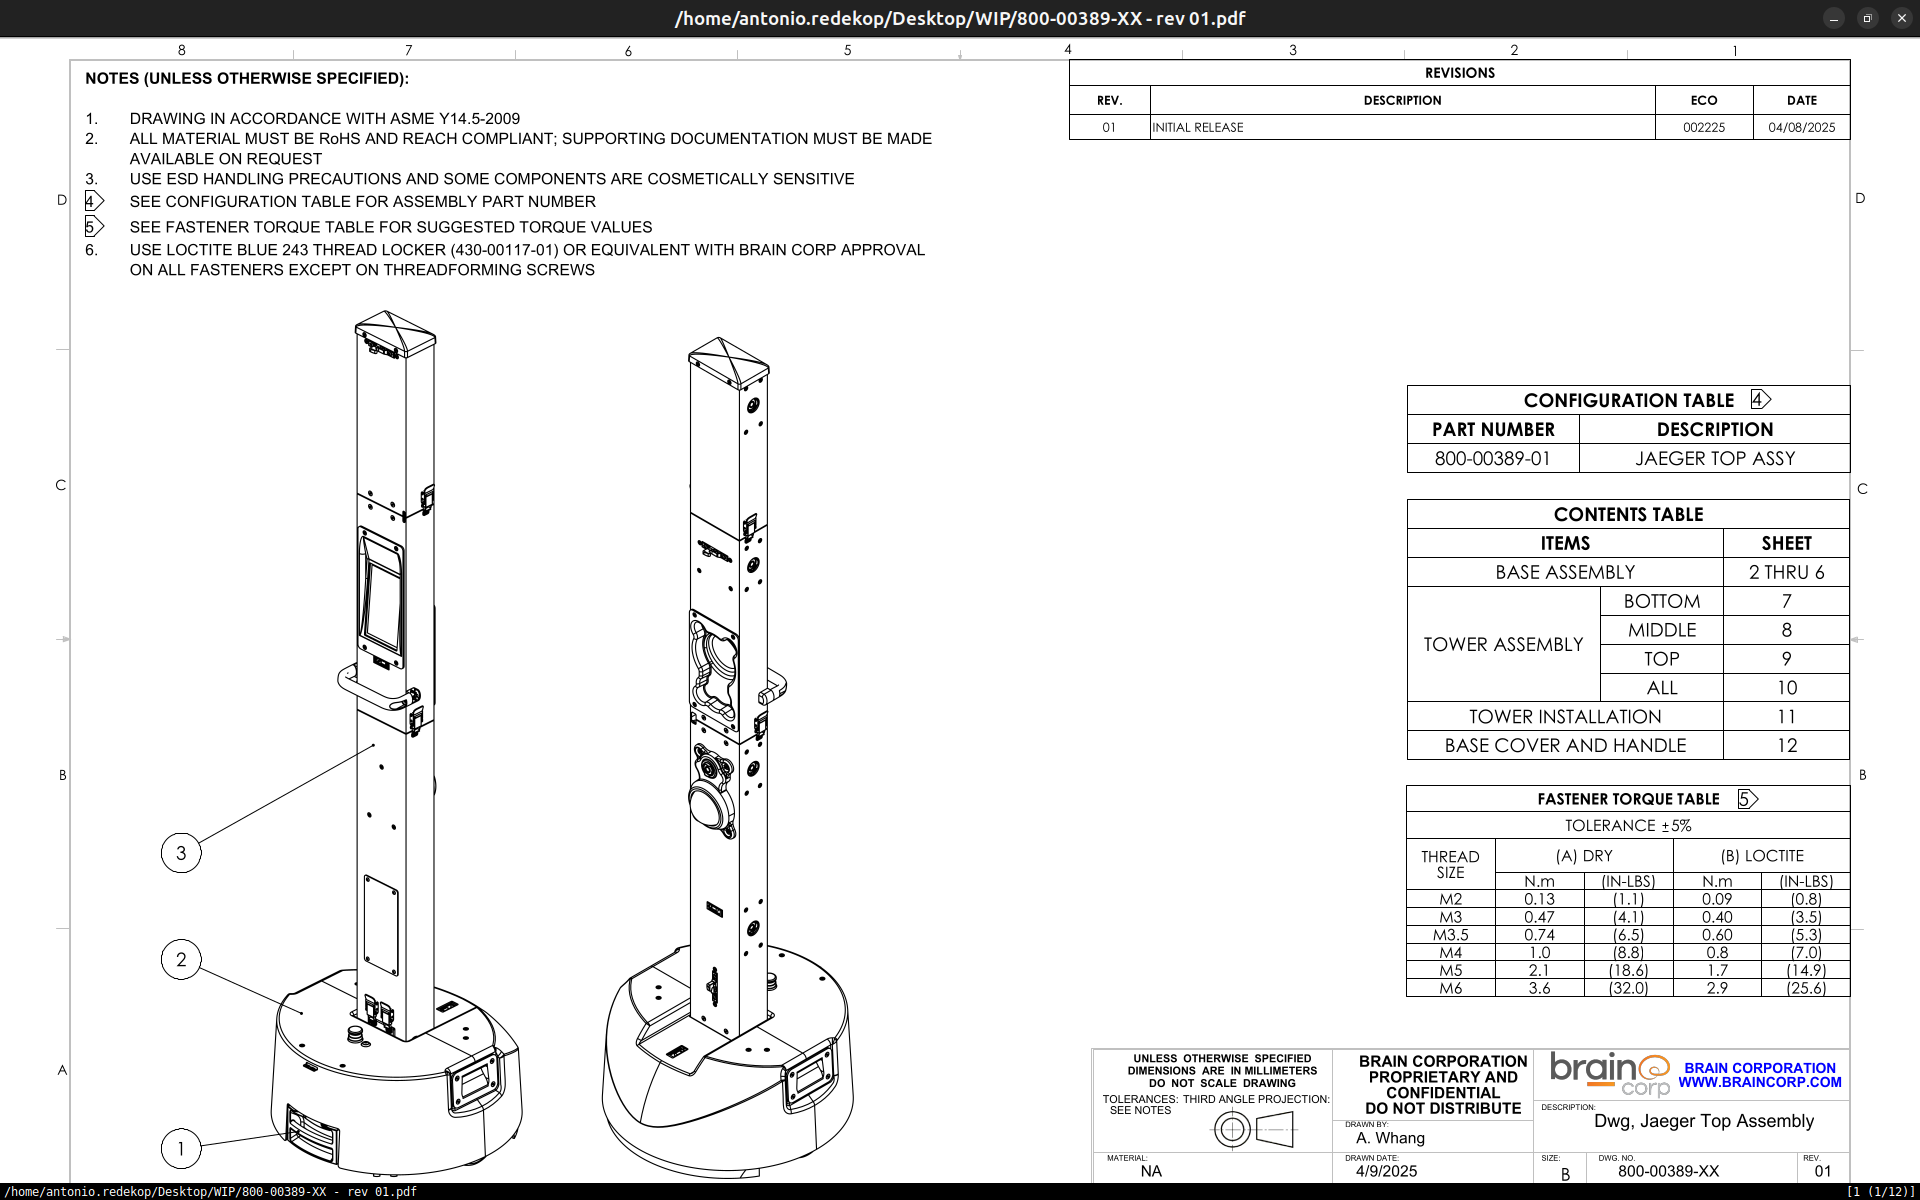 /home/antonio.redekop/Desktop/WIP/800-00389-XX - rev 01.pdf
8 7 6 5 4 3 2 1
NOTES (UNLESS OTHERWISE SPECIFIED):
1. DRAWING IN ACCORDANCE WITH ASME Y14.5-2009
2. ALL MATERIAL MUST BE RoHS AND REACH COMPLIANT; SUPPORTING DOCUMENTATION MUST BE MADE
AVAILABLE ON REQUEST
3. USE ESD HANDLING PRECAUTIONS AND SOME COMPONENTS ARE COSMETICALLY SENSITIVE
4 SEE CONFIGURATION TABLE FOR ASSEMBLY PART NUMBER
5 SEE FASTENER TORQUE TABLE FOR SUGGESTED TORQUE VALUES
6. USE LOCTITE BLUE 243 THREAD LOCKER (430-00117-01) OR EQUIVALENT WITH BRAIN CORP APPROVAL
ON ALL FASTENERS EXCEPT ON THREADFORMING SCREWS
REVISIONS
REV. DESCRIPTION ECO DATE
01 INITIAL RELEASE 002225 04/08/2025
D D
C C
B B
A
3
2
1
CONFIGURATION TABLE 4
PART NUMBER DESCRIPTION
800-00389-01 JAEGER TOP ASSY
CONTENTS TABLE
ITEMS SHEET
BASE ASSEMBLY 2 THRU 6
TOWER ASSEMBLY
BOTTOM 7
MIDDLE 8
TOP 9
ALL 10
TOWER INSTALLATION 11
BASE COVER AND HANDLE 12
FASTENER TORQUE TABLE 5
TOLERANCE ±5%
THREAD SIZE (A) DRY (B) LOCTITE
N.m (IN-LBS) N.m (IN-LBS)
M2 0.13 (1.1) 0.09 (0.8)
M3 0.47 (4.1) 0.40 (3.5)
M3.5 0.74 (6.5) 0.60 (5.3)
M4 1.0 (8.8) 0.8 (7.0)
M5 2.1 (18.6) 1.7 (14.9)
M6 3.6 (32.0) 2.9 (25.6)
UNLESS OTHERWISE SPECIFIED
DIMENSIONS ARE IN MILLIMETERS
DO NOT SCALE DRAWING
TOLERANCES: THIRD ANGLE PROJECTION:
SEE NOTES
MATERIAL:
NA
BRAIN CORPORATION
PROPRIETARY AND
CONFIDENTIAL
DO NOT DISTRIBUTE
DRAWN BY:
A. Whang
DRAWN DATE:
4/9/2025
brain corp
BRAIN CORPORATION
WWW.BRAINCORP.COM
DESCRIPTION:
Dwg, Jaeger Top Assembly
SIZE: DWG. NO. REV.
B 800-00389-XX 01
/home/antonio.redekop/Desktop/WIP/800-00389-XX - rev 01.pdf [1 (1/12)]